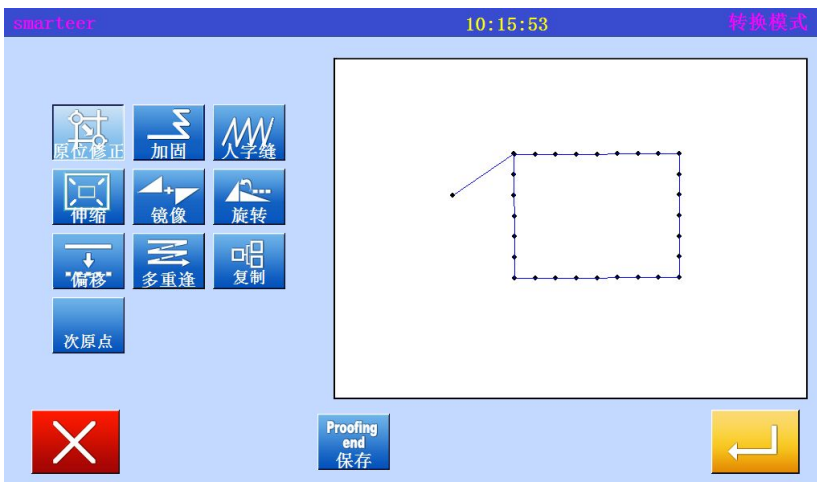 smarteer
10:15:53
转换模式
原位修正
加固
人字缝
伸缩
镜像
旋转
偏移
多重逢
复制
次原点
Proofing
end
保存